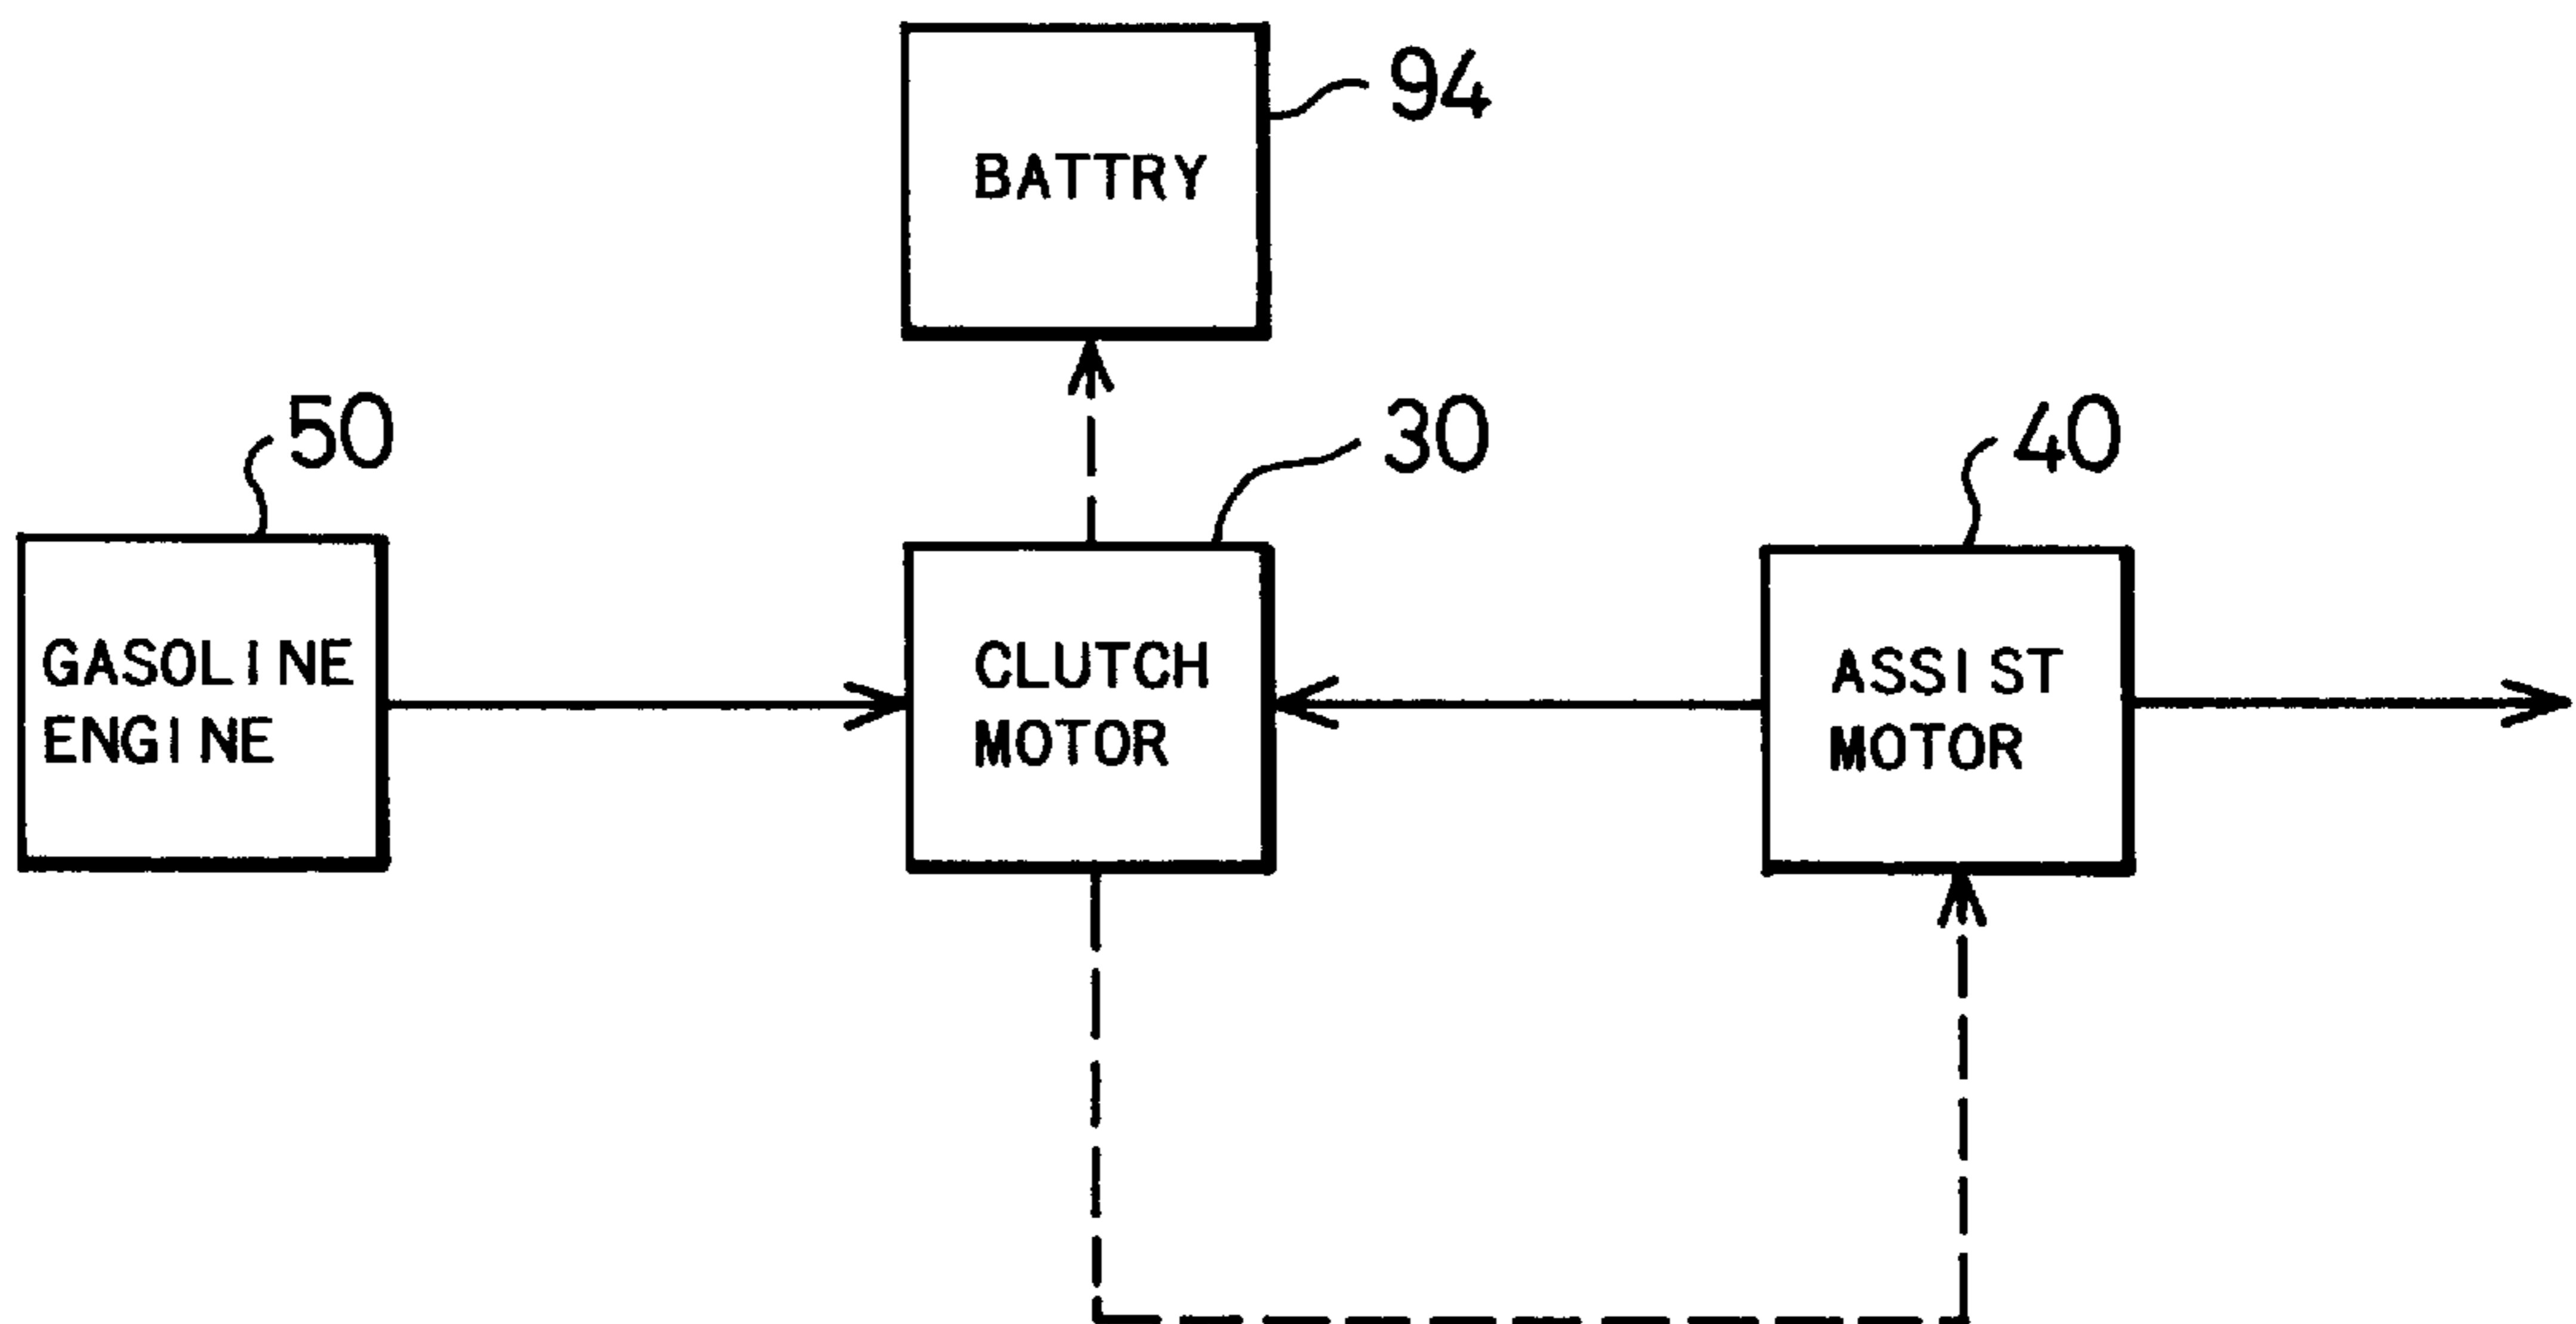 94
BATTRY
50
30
40
GASOLINE
ENGINE
CLUTCH
MOTOR
ASSIST
MOTOR